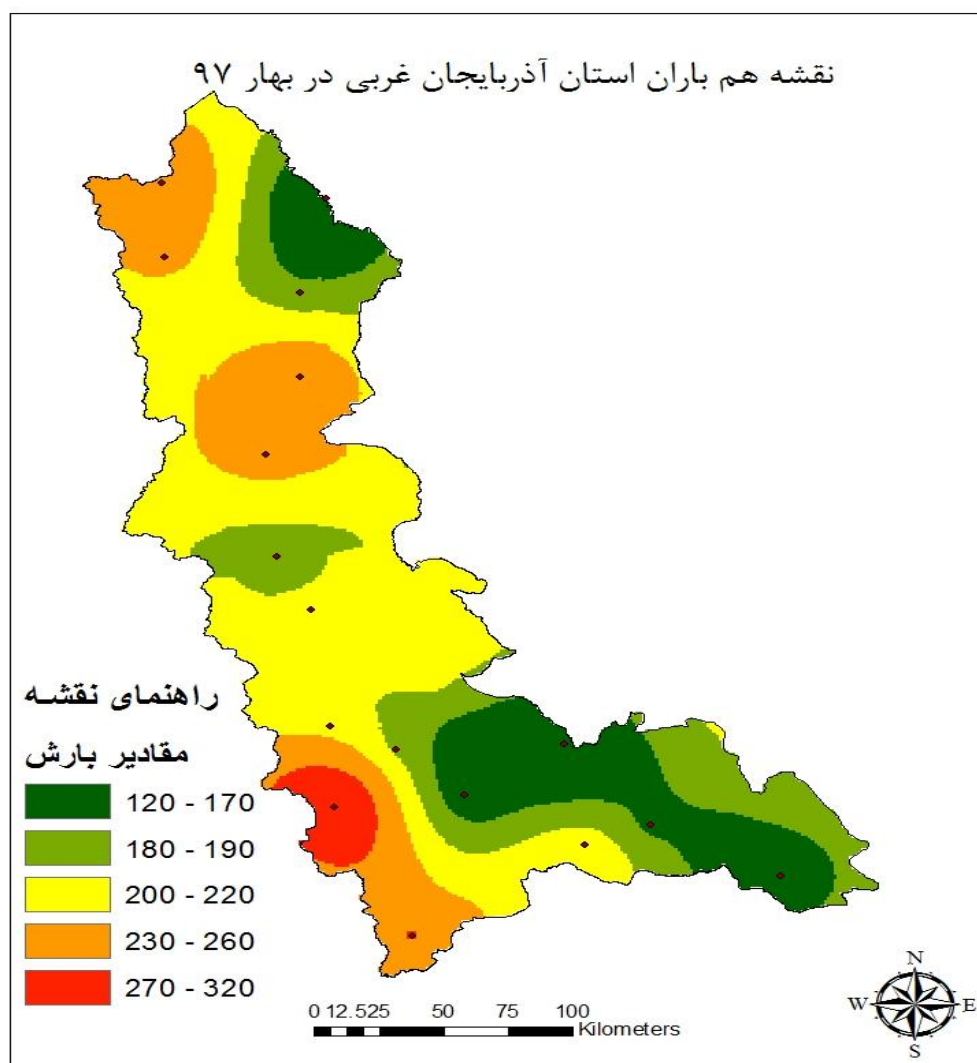 نقشه هم باران استان آذربایجان غربی در بهار ۹۷
راهنمای نقشه
مقادیر بارش
120 - 170
180 - 190
200 - 220
230 - 260
270 - 320
0 12.525 50 75 100
Kilometers
N
W E
S